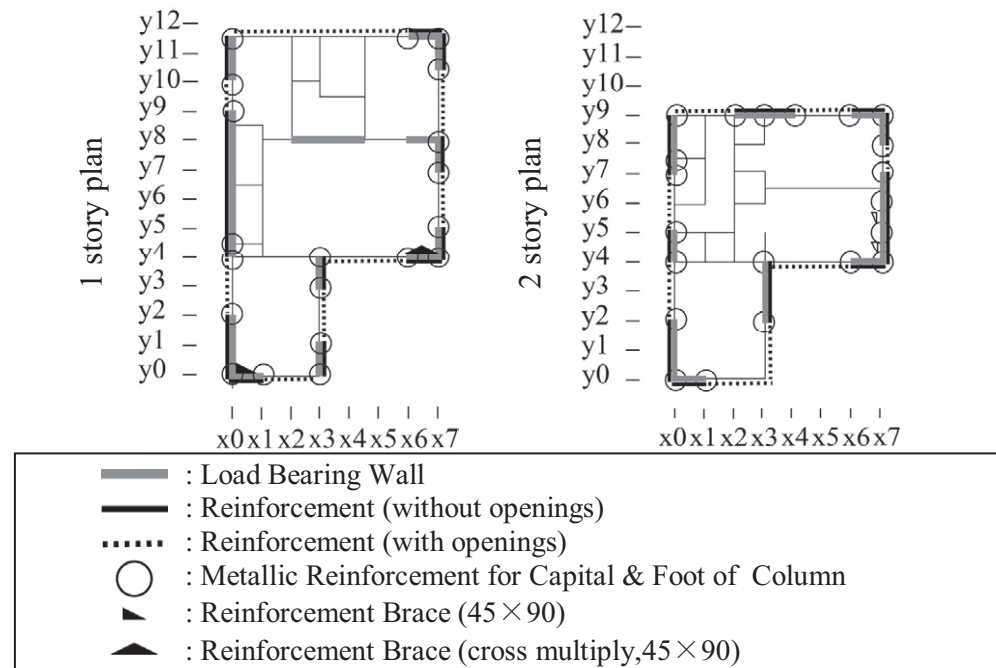 1 story plan
y12
y11
y10
y9
y8
y7
y6
y5
y4
y3
y2
y1
y0
x0 x1 x2 x3 x4 x5 x6 x7
2 story plan
y12
y11
y10
y9
y8
y7
y6
y5
y4
y3
y2
y1
y0
x0 x1 x2 x3 x4 x5 x6 x7
: Load Bearing Wall
: Reinforcement (without openings)
: Reinforcement (with openings)
: Metallic Reinforcement for Capital & Foot of Column
: Reinforcement Brace (45×90)
: Reinforcement Brace (cross multiply,45×90)